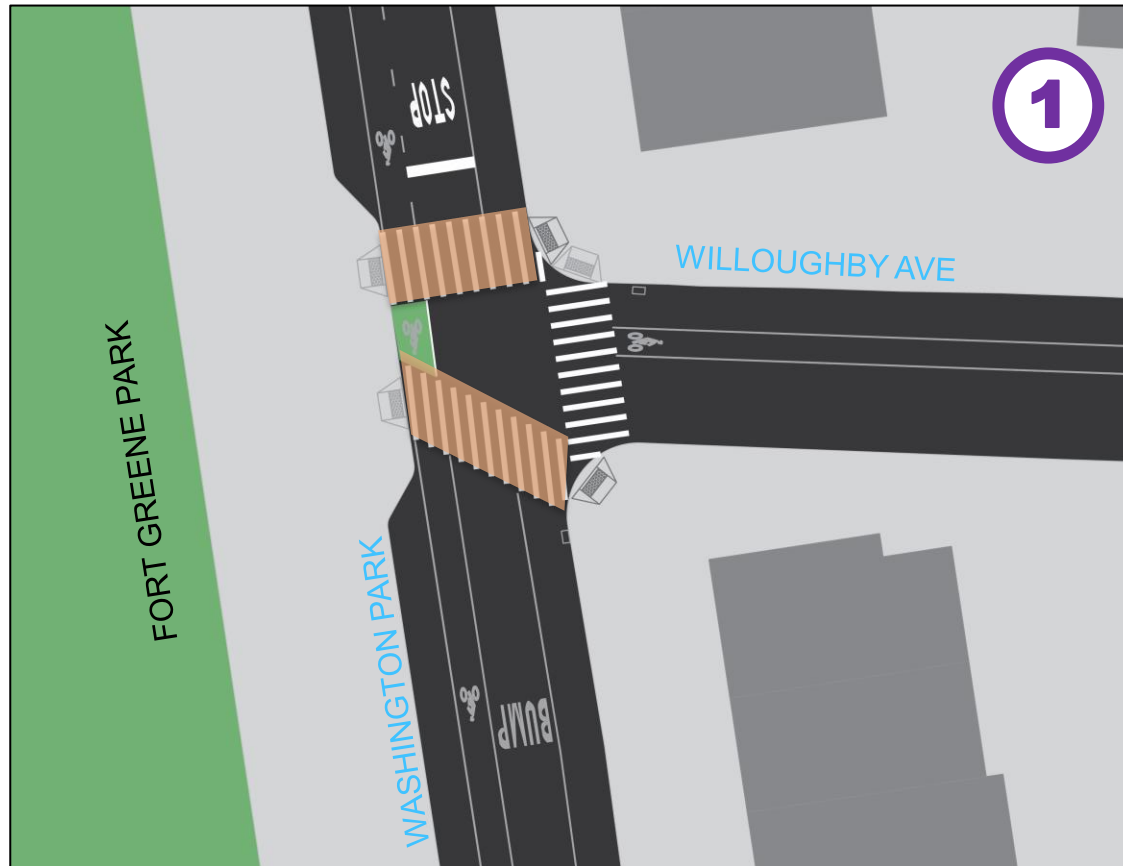 1
STOP
WILLOUGHBY AVE
FORT GREENE PARK
WASHINGTON PARK
BUMP